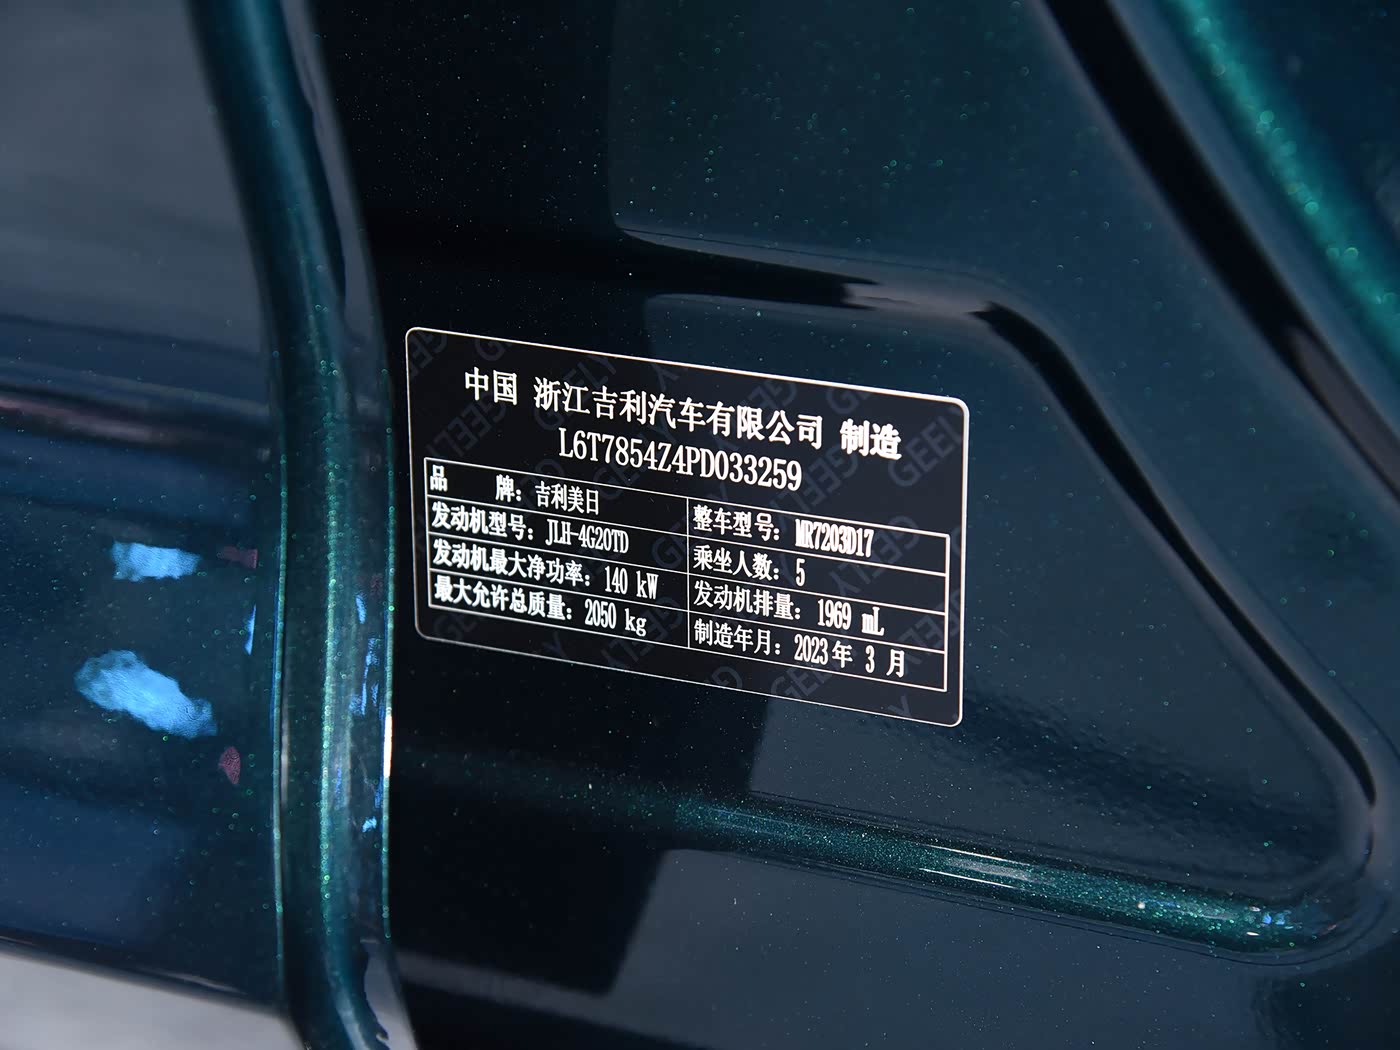 中国 浙江吉利汽车有限公司 制造
L6T7854Z4PD033259
品 牌：吉利美日
整车型号：MR7203D17
发动机型号：JLH-4G20TD
乘坐人数：5
发动机最大净功率：140 kW
发动机排量：1969 mL
最大允许总质量：2050 kg
制造年月：2023年 3 月